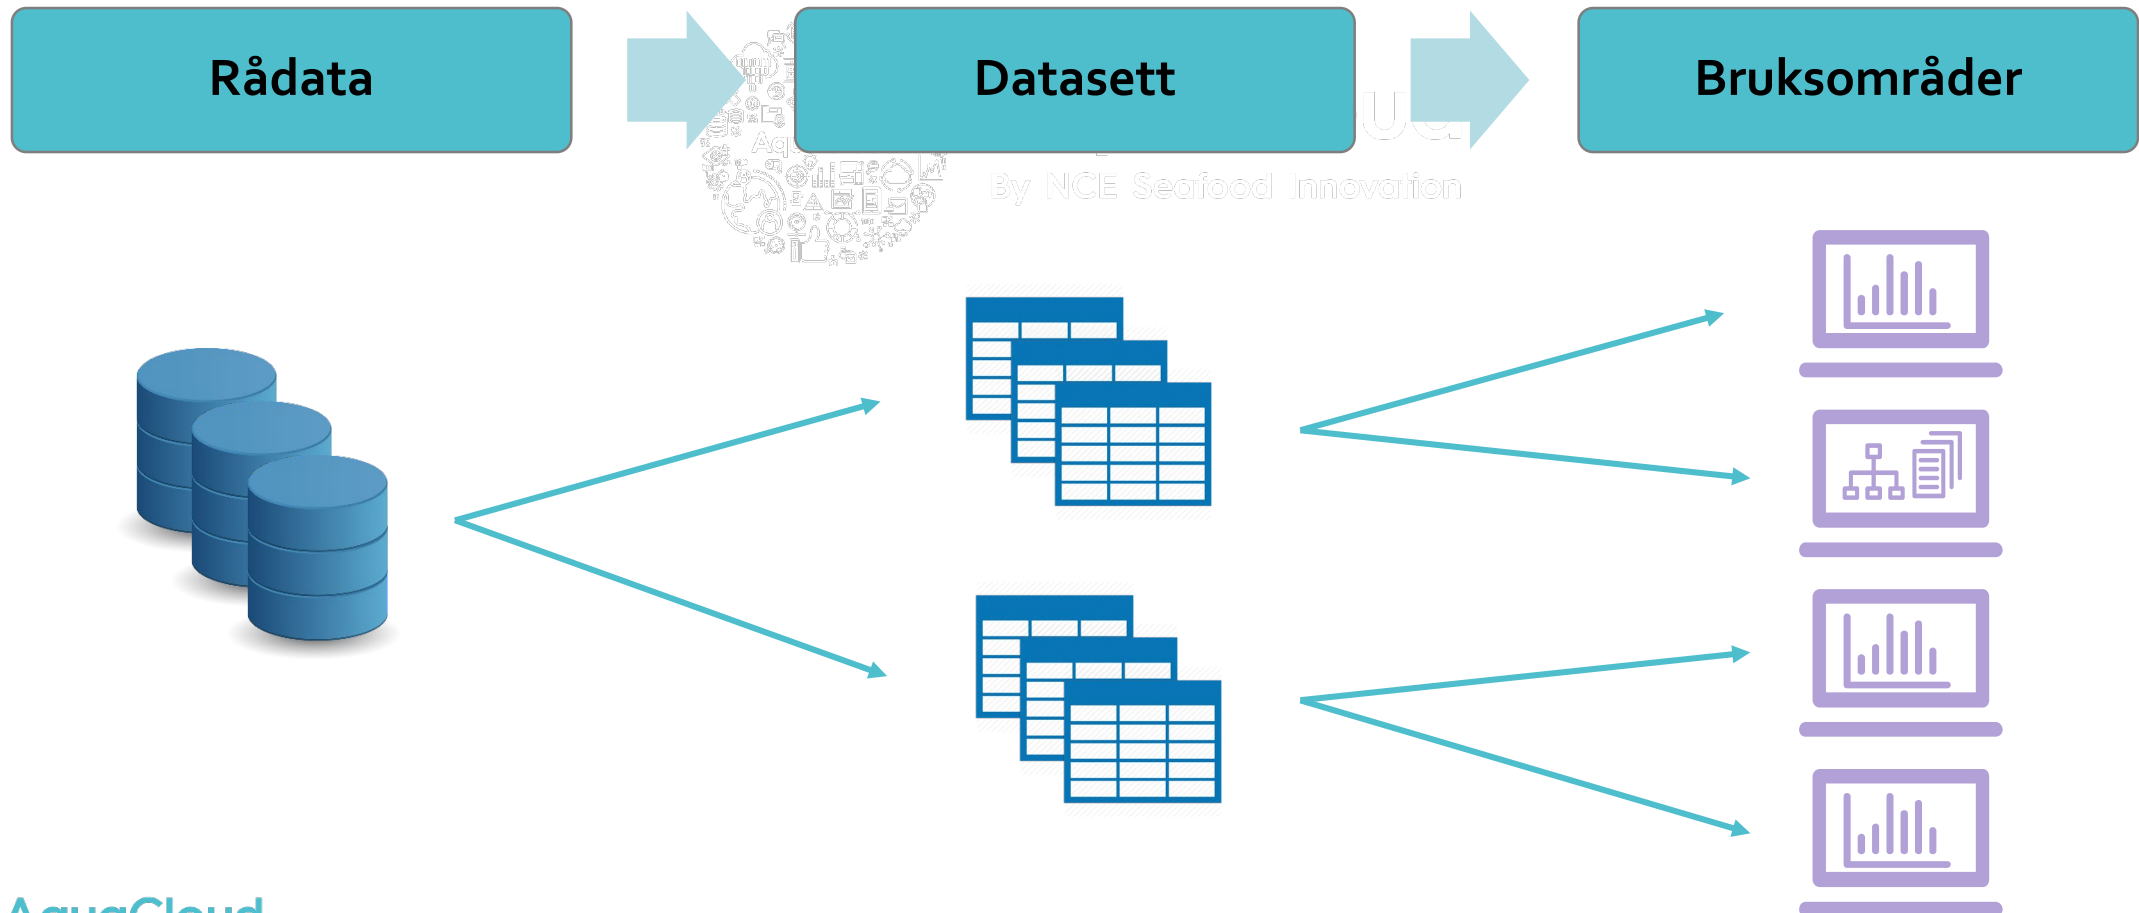 Rådata
Datasett
Bruksområder
By NCE Seafood Innovation
AquaCloud